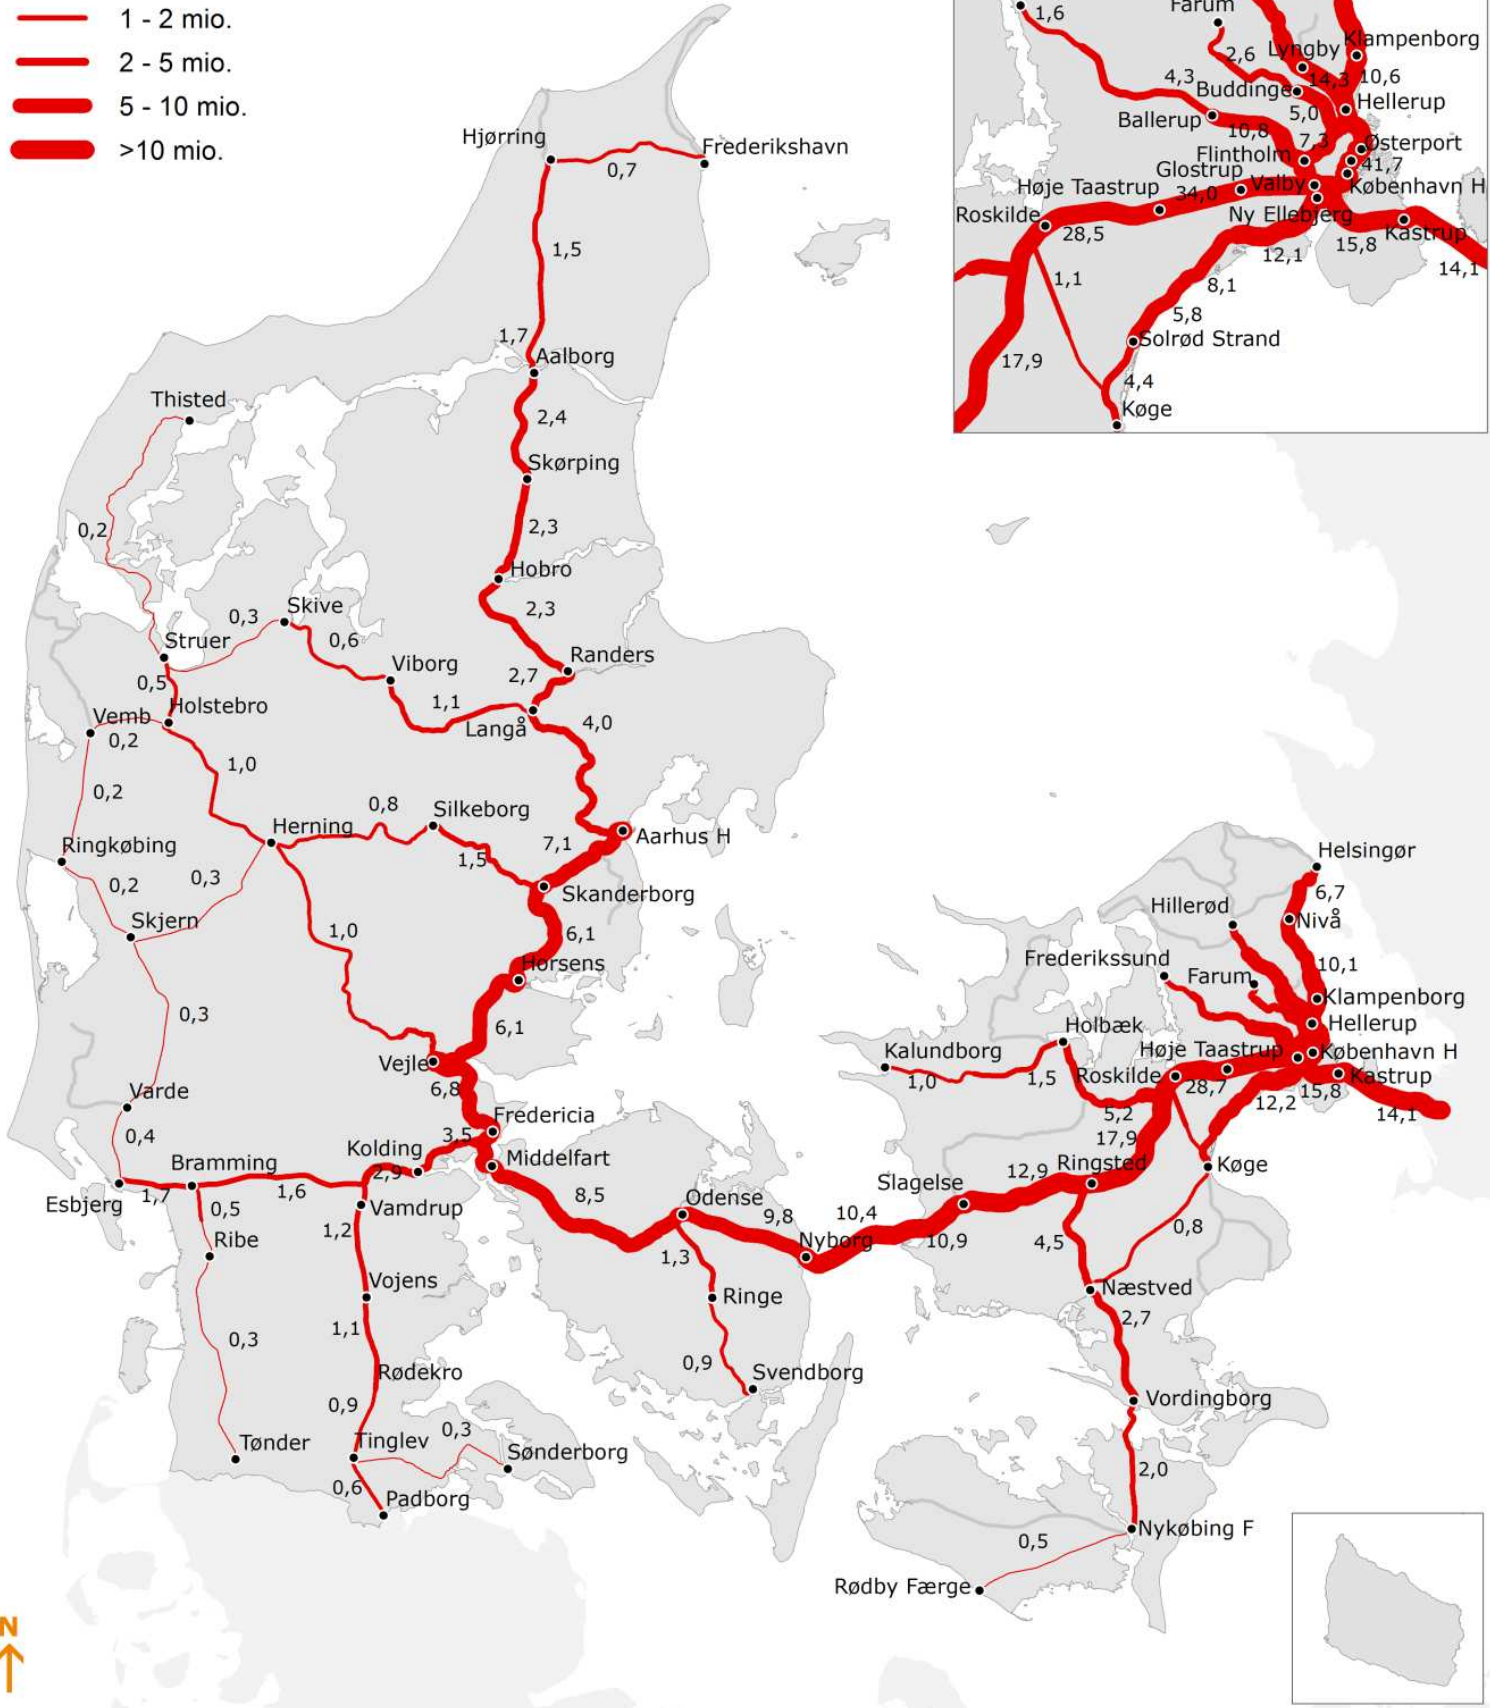 1 - 2 mio.
2 - 5 mio.
5 - 10 mio.
>10 mio.
1,6
Farum
2,6
Lyngby
Klampenborg
14,3
10,6
4,3
Buddinge
Hellerup
5,0
Ballerup
10,8
7,3
Østerport
Flintholm
41,7
Glostrup
Høje Taastrup
34,0
Valby
København H
Roskilde
28,5
Ny Ellebjerg
Kastrup
15,8
12,1
14,1
1,1
8,1
5,8
Solrød Strand
17,9
4,4
Køge
Hjørring
Frederikshavn
0,7
1,5
1,7
Aalborg
Thisted
2,4
Skørping
0,2
2,3
Hobro
0,3
Skive
2,3
Struer
0,6
Viborg
Randers
0,5
2,7
Holstebro
1,1
Vemb
0,2
Langå
4,0
1,0
0,2
0,8
Silkeborg
Herning
Aarhus H
Ringkøbing
7,1
1,5
0,2
0,3
Skanderborg
Skjern
1,0
6,1
Horsens
0,3
6,1
Vejle
6,8
Varde
Fredericia
0,4
3,5
Kolding
Bramming
2,9
Middelfart
Esbjerg
1,7
1,6
0,5
8,5
Odense
Vamdrup
9,8
10,4
Ribe
1,2
Nyborg
1,3
Vojens
Ringe
1,1
0,3
Rødekro
0,9
Svendborg
0,9
Tønder
Tinglev
0,3
Sønderborg
0,6
Padborg
Helsingør
6,7
Hillerød
Nivå
Frederikssund
Farum
10,1
Klampenborg
Holbæk
Hellerup
Kalundborg
Høje Taastrup
København H
1,0
1,5
Roskilde
28,7
Kastrup
15,8
12,2
14,1
5,2
17,9
Køge
12,9
Ringsted
Slagelse
10,9
4,5
0,8
Næstved
2,7
Vordingborg
2,0
Nykøbing F
0,5
Rødby Færge
N